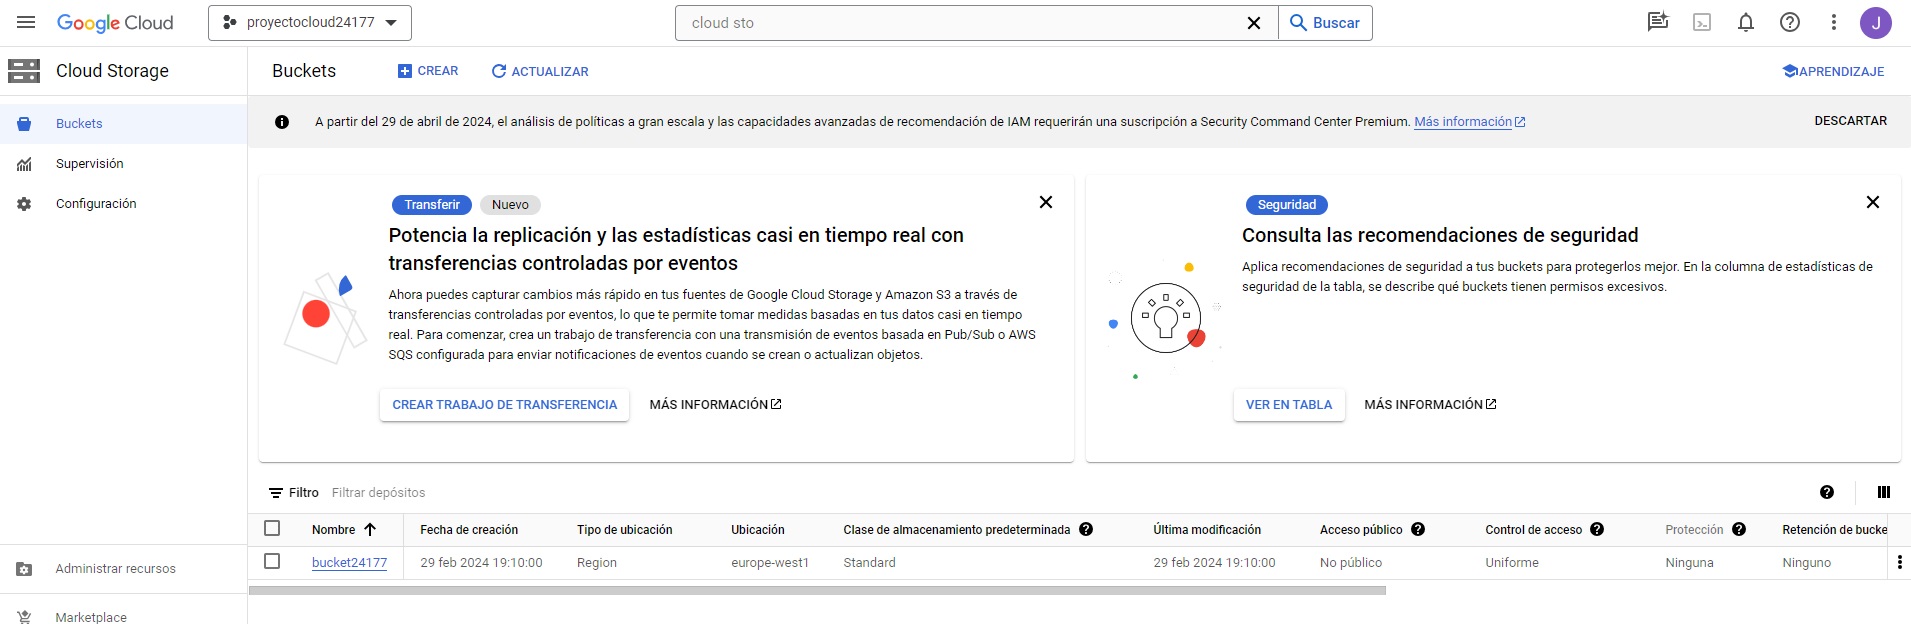 Google Cloud
proyectocloud24177
cloud sto
Buscar
J
Cloud Storage
Buckets
CREAR
ACTUALIZAR
APRENDIZAJE
Buckets
Supervisión
Configuración
Administrar recursos
Marketplace
A partir del 29 de abril de 2024, el análisis de políticas a gran escala y las capacidades avanzadas de recomendación de IAM requerirán una suscripción a Security Command Center Premium. Más información
DESCARTAR
Transferir Nuevo
Potencia la replicación y las estadísticas casi en tiempo real con
transferencias controladas por eventos
Ahora puedes capturar cambios más rápido en tus fuentes de Google Cloud Storage y Amazon S3 a través de
transferencias controladas por eventos, lo que te permite tomar medidas basadas en tus datos casi en tiempo
real. Para comenzar, crea un trabajo de transferencia con una transmisión de eventos basada en Pub/Sub o AWS
SQS configurada para enviar notificaciones de eventos cuando se crean o actualizan objetos.
CREAR TRABAJO DE TRANSFERENCIA MÁS INFORMACIÓN
Seguridad
Consulta las recomendaciones de seguridad
Aplica recomendaciones de seguridad a tus buckets para protegerlos mejor. En la columna de estadísticas de
seguridad de la tabla, se describe qué buckets tienen permisos excesivos.
VER EN TABLA MÁS INFORMACIÓN
Filtro Filtrar depósitos
Nombre Fecha de creación Tipo de ubicación Ubicación Clase de almacenamiento predeterminada Última modificación Acceso público Control de acceso Protección Retención de bucke
bucket24177 29 feb 2024 19:10:00 Region europe-west1 Standard 29 feb 2024 19:10:00 No público Uniforme Ninguna Ninguno